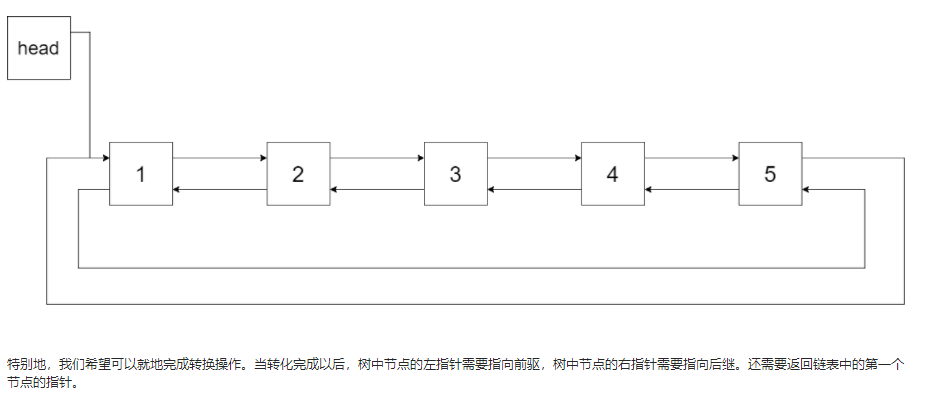 head
1 2 3 4 5
特别地，我们希望可以就地完成转换操作。当转化完成以后，树中节点的左指针需要指向前驱，树中节点的右指针需要指向后继。还需要返回链表中的第一个
节点的指针。